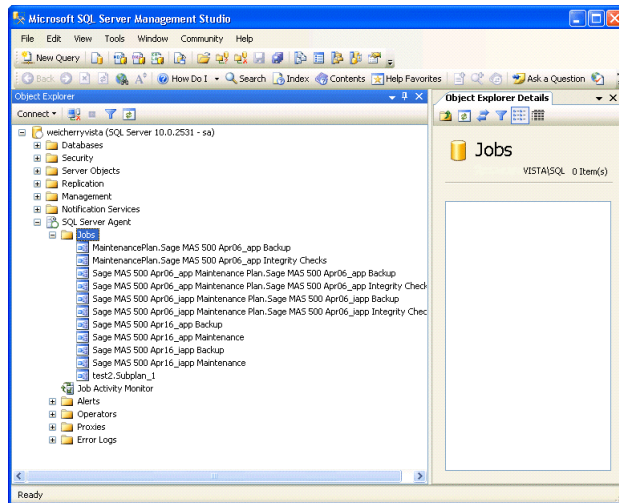 Microsoft SQL Server Management Studio
File Edit View Tools Window Community Help
New Query
Back How Do I Search Index Contents Help Favorites Ask a Question
Object Explorer
Object Explorer Details
Connect
weicherryvista (SQL Server 10.0.2531 - sa)
Databases
Security
Server Objects
Replication
Management
Notification Services
SQL Server Agent
Jobs
MaintenancePlan.Sage MAS 500 Apr06_app Backup
MaintenancePlan.Sage MAS 500 Apr06_app Integrity Checks
Sage MAS 500 Apr06_app Maintenance Plan.Sage MAS 500 Apr06_app Backup
Sage MAS 500 Apr06_app Maintenance Plan.Sage MAS 500 Apr06_app Integrity Check
Sage MAS 500 Apr06_iapp Maintenance Plan.Sage MAS 500 Apr06_iapp Backup
Sage MAS 500 Apr06_iapp Maintenance Plan.Sage MAS 500 Apr06_iapp Integrity Chec
Sage MAS 500 Apr16_app Backup
Sage MAS 500 Apr16_app Maintenance
Sage MAS 500 Apr16_iapp Backup
Sage MAS 500 Apr16_iapp Maintenance
test2.Subplan_1
Job Activity Monitor
Alerts
Operators
Proxies
Error Logs
Jobs
VISTA\SQL 0 Item(s)
Ready